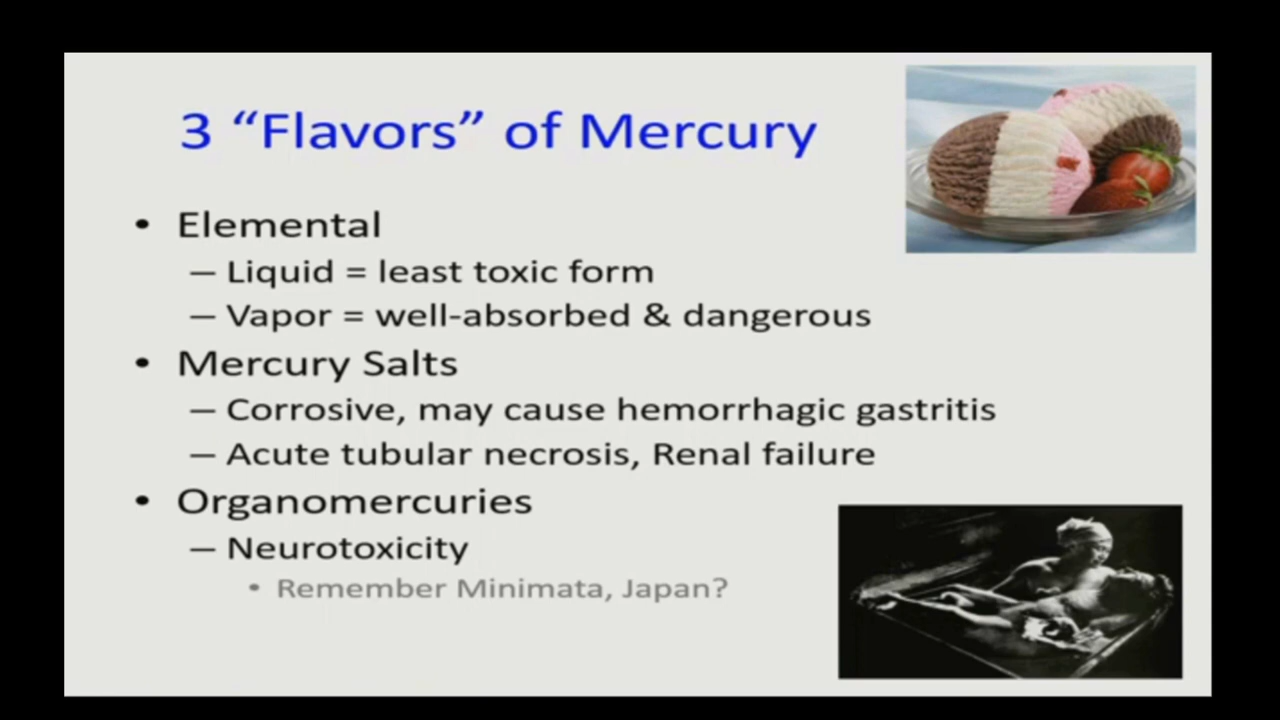 3 “Flavors” of Mercury
• Elemental
– Liquid = least toxic form
– Vapor = well-absorbed & dangerous
• Mercury Salts
– Corrosive, may cause hemorrhagic gastritis
– Acute tubular necrosis, Renal failure
• Organomercuries
– Neurotoxicity
• Remember Minimata, Japan?